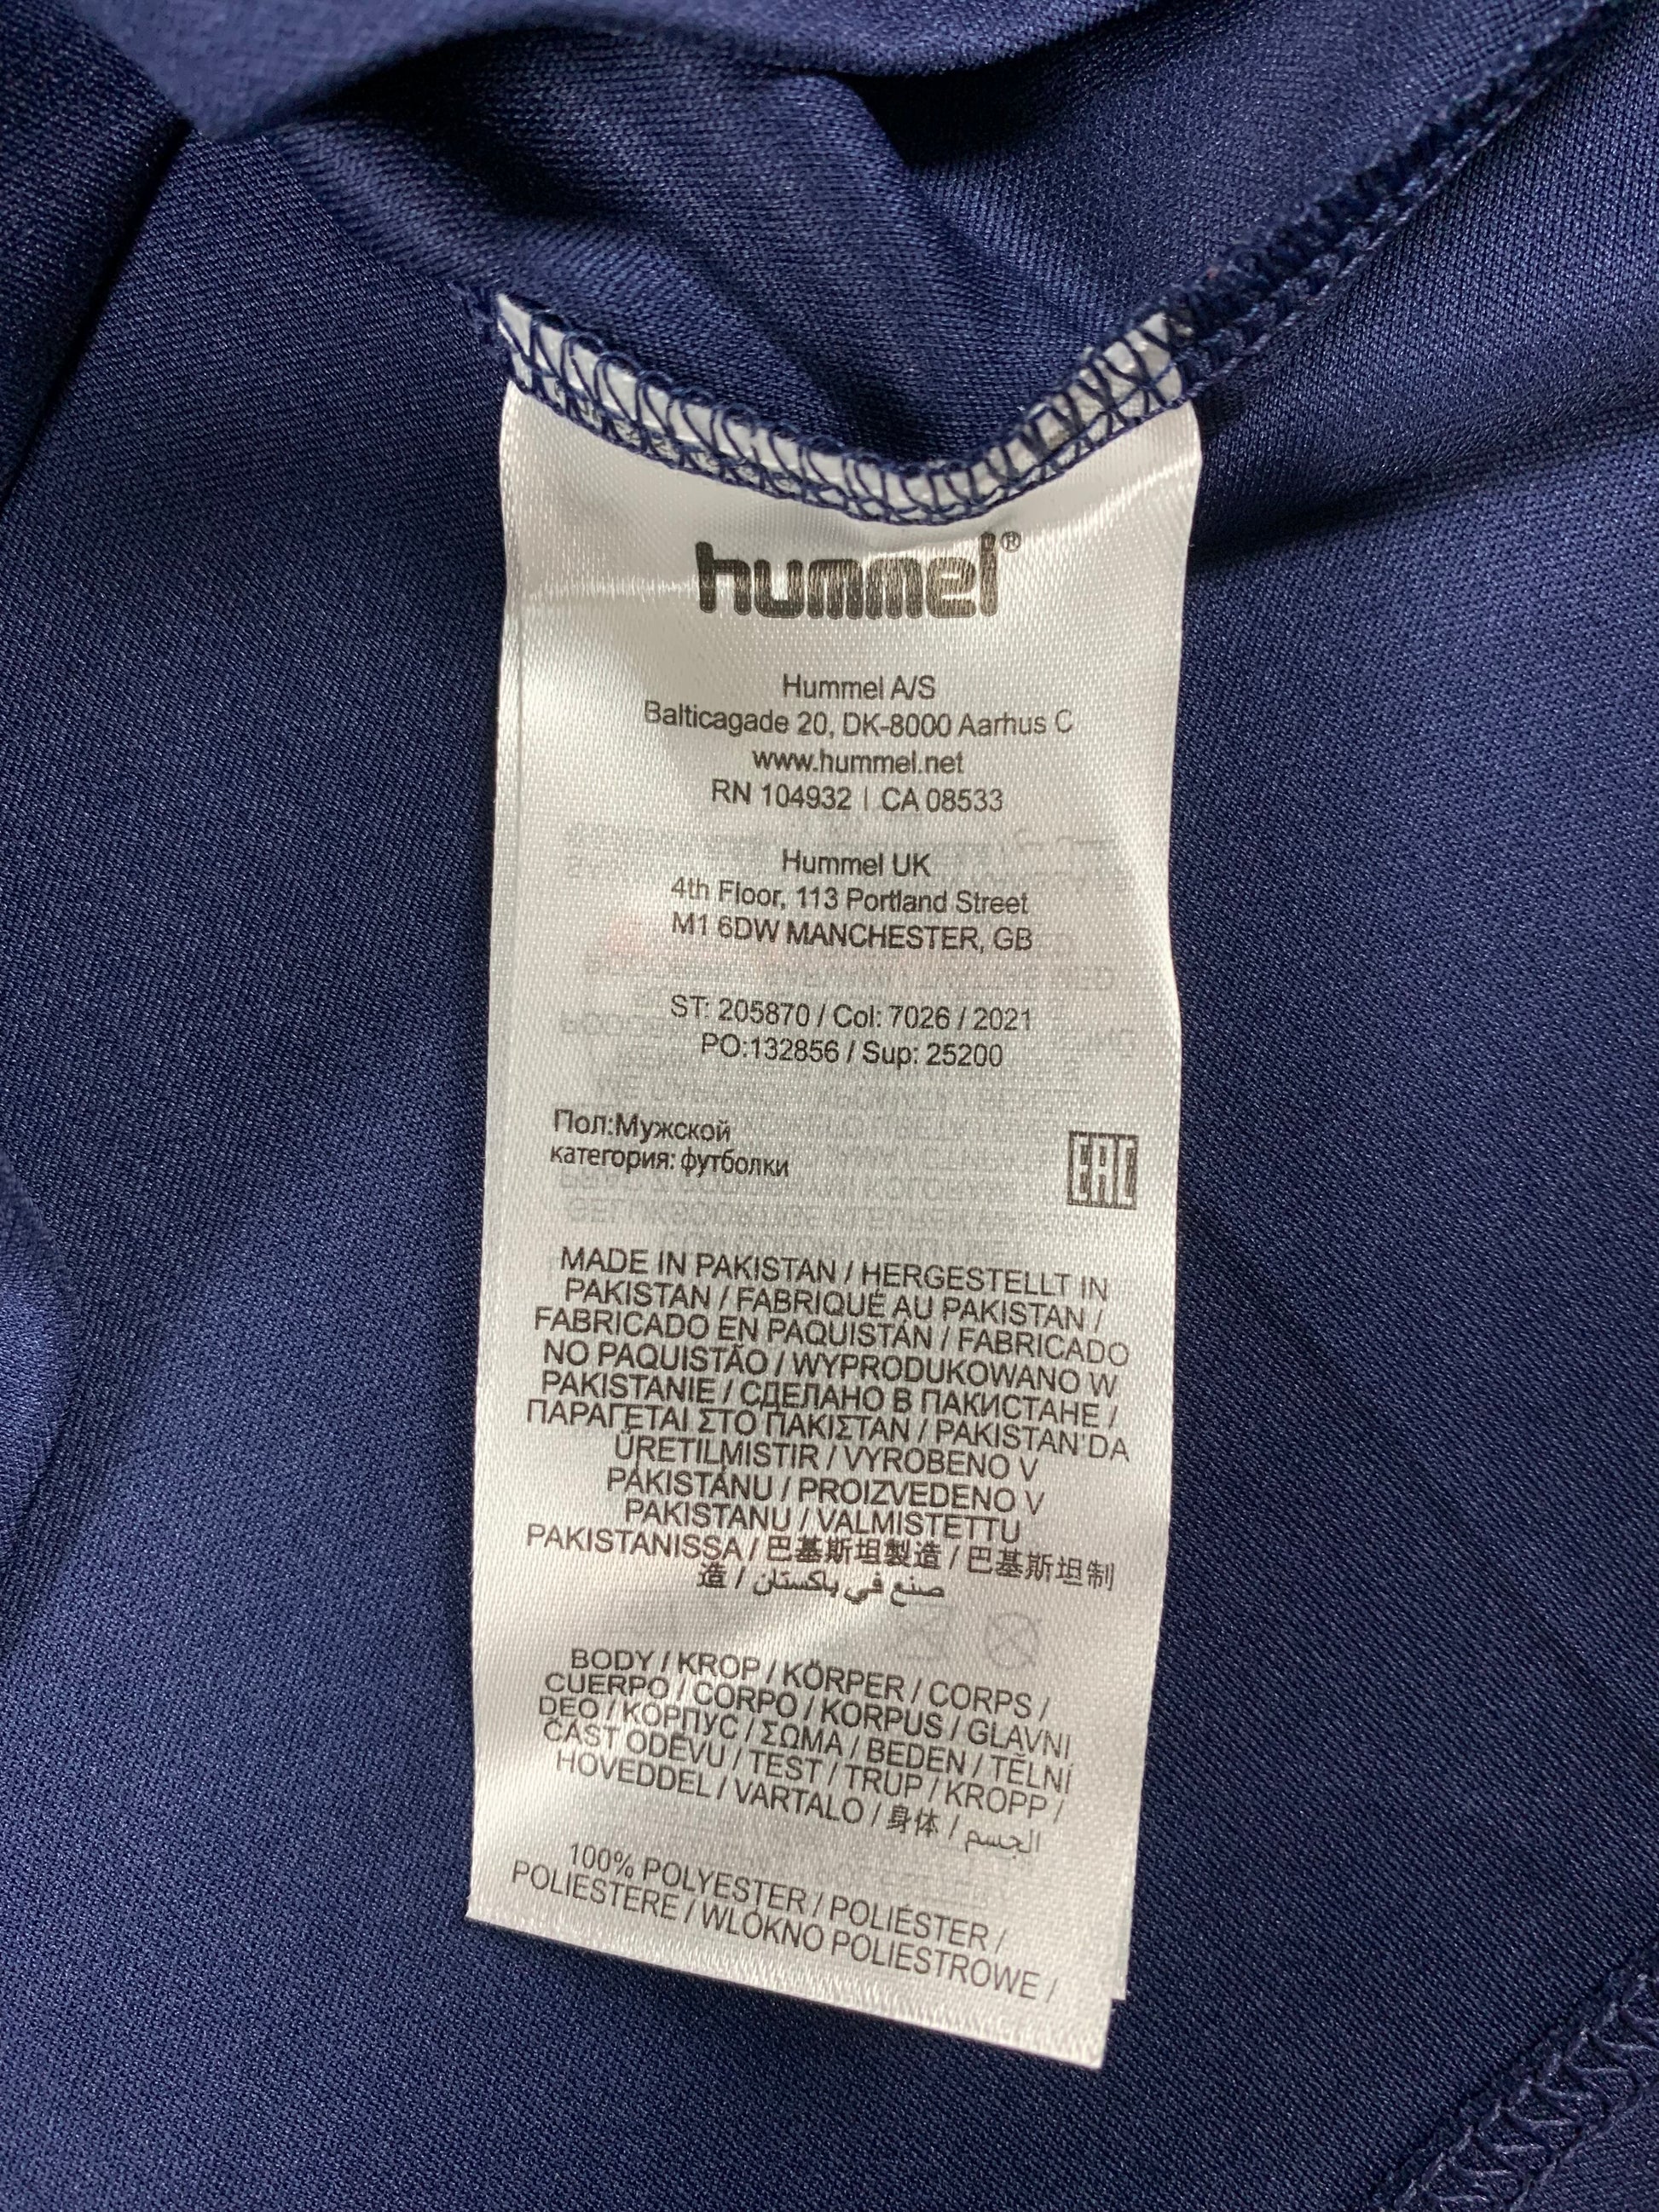 hummel®
Hummel A/S
Balticagade 20, DK-8000 Aarhus C
www.hummel.net
RN 104932 | CA 08533
Hummel UK
4th Floor, 113 Portland Street
M1 6DW MANCHESTER, GB
ST: 205870 / Col: 7026 / 2021
PO:132856 / Sup: 25200
Пол:Мужской
категория: футболки
EAC
MADE IN PAKISTAN / HERGESTELLT IN
PAKISTAN / FABRIQUÉ AU PAKISTAN /
FABRICADO EN PAQUISTÁN / FABRICADO
NO PAQUISTÃO / WYPRODUKOWANO W
PAKISTANIE / СДЕЛАНО В ПАКИСТАНЕ /
ΠΑΡΑΓΕΤΑΙ ΣΤΟ ΠΑΚΙΣΤΑΝ / PAKISTAN'DA
ÜRETILMISTIR / VYROBENO V
PÁKISTÁNU / PROIZVEDENO V
PAKISTANU / VALMISTETTU
PAKISTANISSA / 巴基斯坦製造 / 巴基斯坦制
造 / صنع في باكستان
BODY / KROP / KÖRPER / CORPS /
CUERPO / CORPO / KORPUS / GLAVNI
DEO / КОРПУС / ΣΩΜΑ / BEDEN / TĚLNÍ
ČÁST ODĚVU / TEST / TRUP / KROPP /
HOVEDDEL / VARTALO / 身体 / الجسم
100% POLYESTER / POLIÉSTER /
POLIESTERE / WLÓKNO POLIESTROWE /